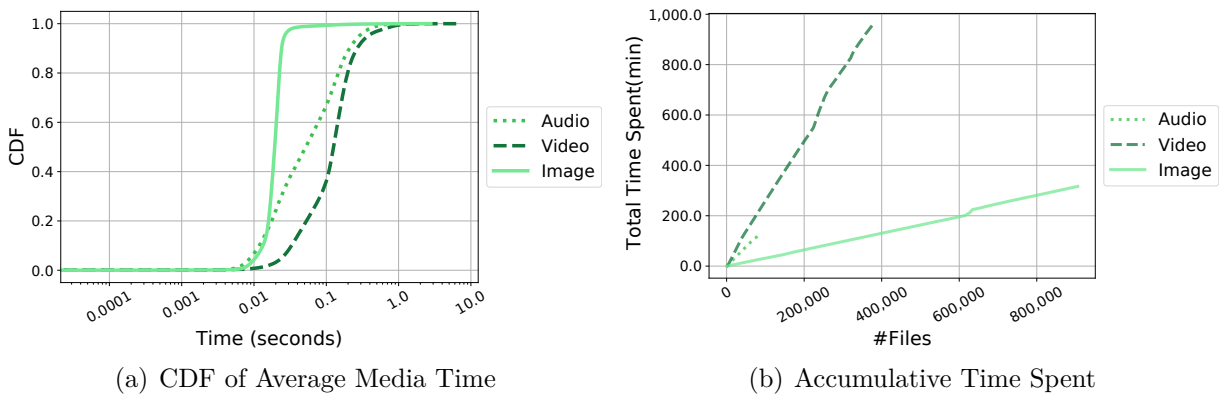 1.0
0.8
0.6
0.4
0.2
0.0
CDF
0.0001
0.001
0.01
0.1
1.0
10.0
Time (seconds)
Audio
Video
Image
(a) CDF of Average Media Time
1,000.0
800.0
600.0
400.0
200.0
0.0
Total Time Spent(min)
0
200,000
400,000
600,000
800,000
#Files
Audio
Video
Image
(b) Accumulative Time Spent